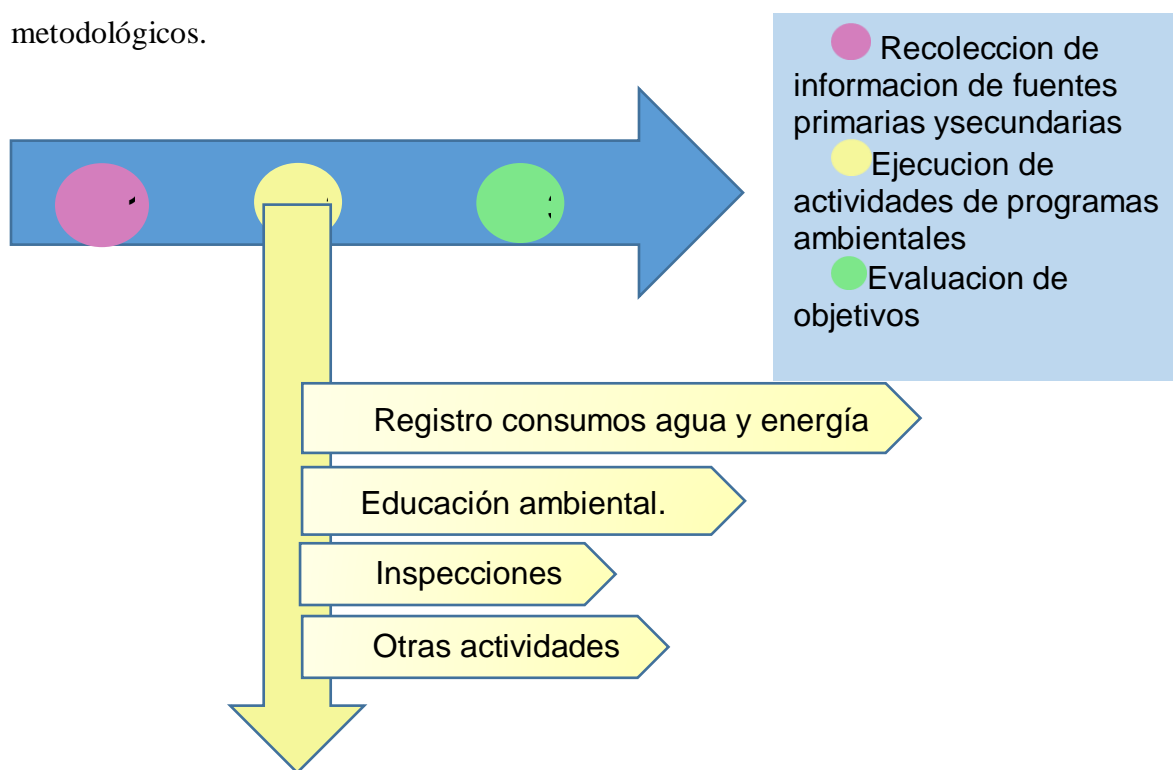 metodológicos.
Recoleccion de
informacion de fuentes
primarias ysecundarias
Ejecucion de
actividades de programas
ambientales
Evaluacion de
objetivos
Registro consumos agua y energía
Educación ambiental.
Inspecciones
Otras actividades